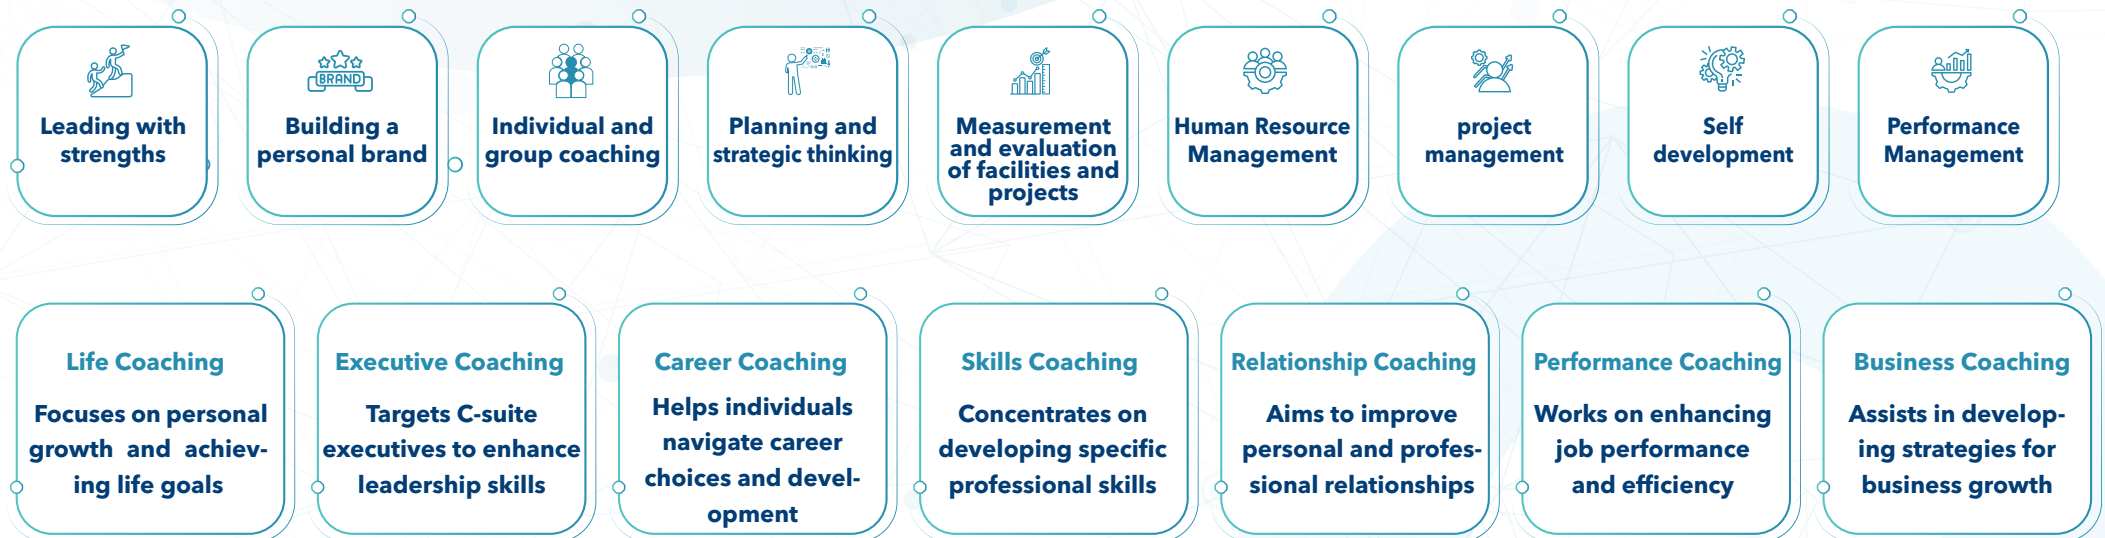 BRAND
Leading with
strengths
Building a
personal brand
Individual and
group coaching
Planning and
strategic thinking
Measurement
and evaluation
of facilities and
projects
Human Resource
Management
project
management
Self
development
Performance
Management
Life Coaching
Focuses on personal
growth and achiev-
ing life goals
Executive Coaching
Targets C-suite
executives to enhance
leadership skills
Career Coaching
Helps individuals
navigate career
choices and devel-
opment
Skills Coaching
Concentrates on
developing specific
professional skills
Relationship Coaching
Aims to improve
personal and profes-
sional relationships
Performance Coaching
Works on enhancing
job performance
and efficiency
Business Coaching
Assists in develop-
ing strategies for
business growth